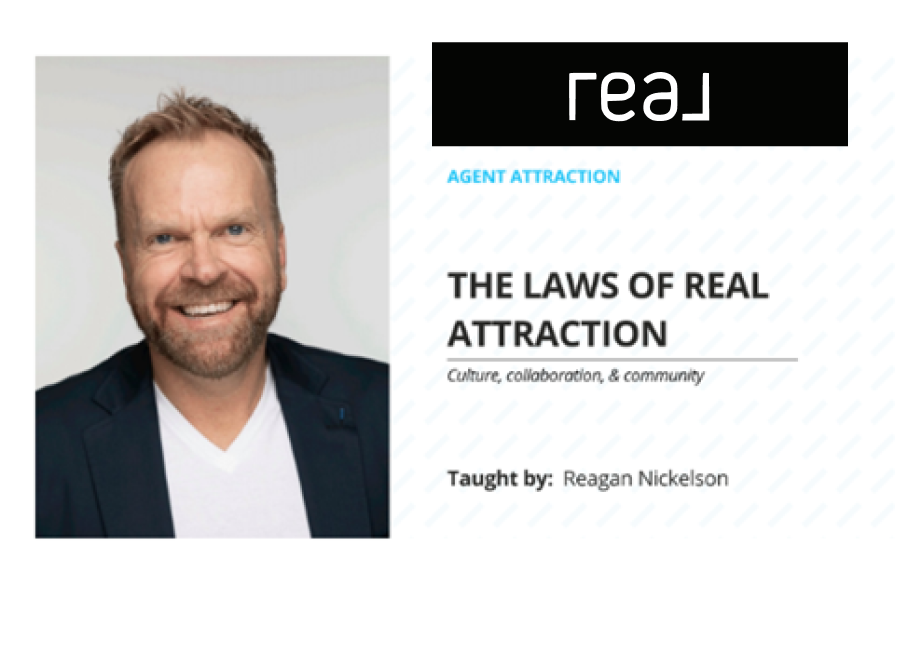 real
AGENT ATTRACTION
THE LAWS OF REAL
ATTRACTION
Culture, collaboration, & community
Taught by: Reagan Nickelson